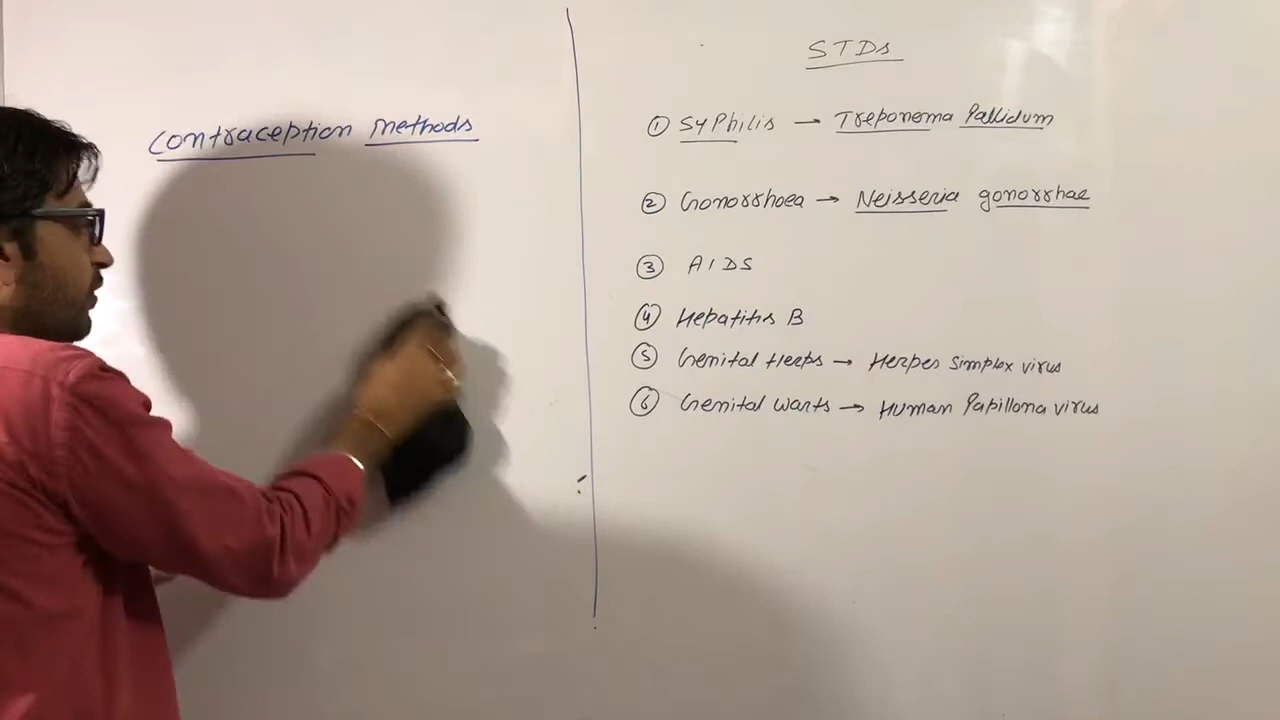 Contraception Methods
STDs
① Syphilis → Treponema Pallidum
② Gonorrhoea → Neisseria gonorrhae
③ AIDS
④ Hepatitis B
⑤ Genital Herps → Herpes Simplex virus
⑥ Genital Warts → Human Papilloma virus